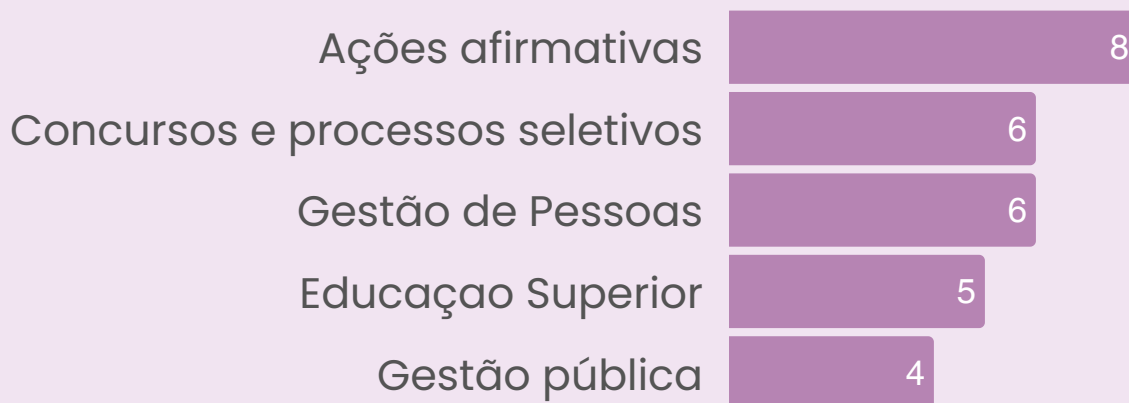 Ações afirmativas 8
Concursos e processos seletivos 6
Gestão de Pessoas 6
Educaçao Superior 5
Gestão pública 4